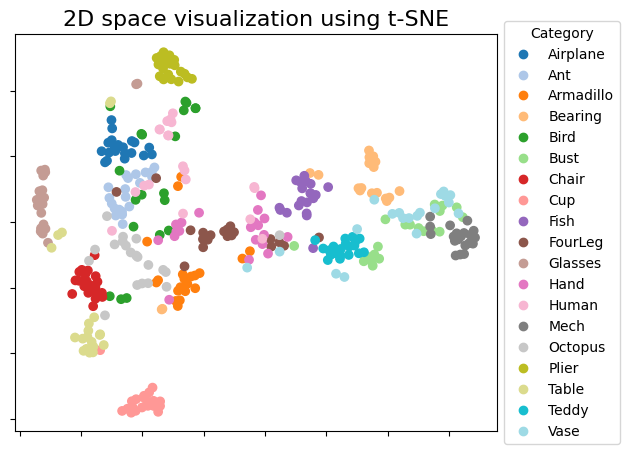 2D space visualization using t-SNE
Category
Airplane
Ant
Armadillo
Bearing
Bird
Bust
Chair
Cup
Fish
FourLeg
Glasses
Hand
Human
Mech
Octopus
Plier
Table
Teddy
Vase